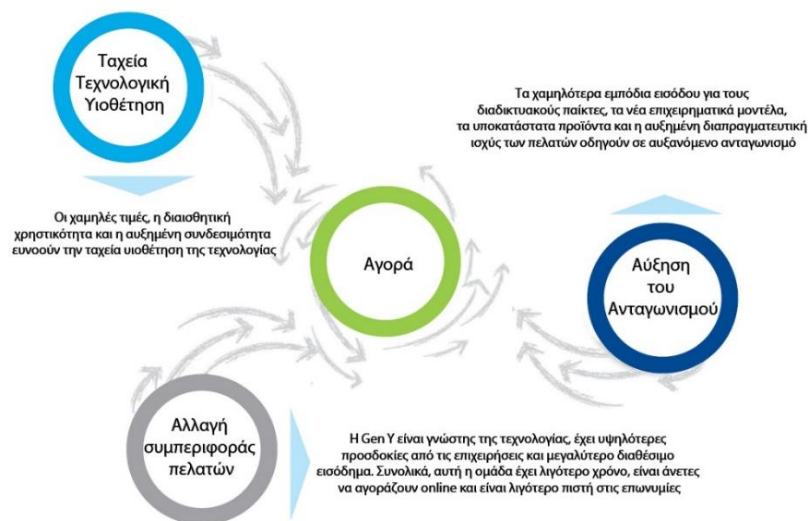 Ταχεία
Τεχνολογική
Υιοθέτηση
Οι χαμηλές τιμές, η διαισθητική
χρηστικότητα και η αυξημένη συνδεσιμότητα
ευνοούν την ταχεία υιοθέτηση της τεχνολογίας
Τα χαμηλότερα εμπόδια εισόδου για τους
διαδικτυακούς παίκτες, τα νέα επιχειρηματικά μοντέλα,
τα υποκατάστατα προϊόντα και η αυξημένη διαπραγματευτική
ισχύς των πελατών οδηγούν σε αυξανόμενο ανταγωνισμό
Αγορά
Αύξηση
του
Ανταγωνισμού
Αλλαγή
συμπεριφοράς
πελατών
Η Gen Y είναι γνώστης της τεχνολογίας, έχει υψηλότερες
προσδοκίες από τις επιχειρήσεις και μεγαλύτερο διαθέσιμο
εισόδημα. Συνολικά, αυτή η ομάδα έχει λιγότερο χρόνο, είναι άνετες
να αγοράζουν online και είναι λιγότερο πιστή στις επωνυμίες